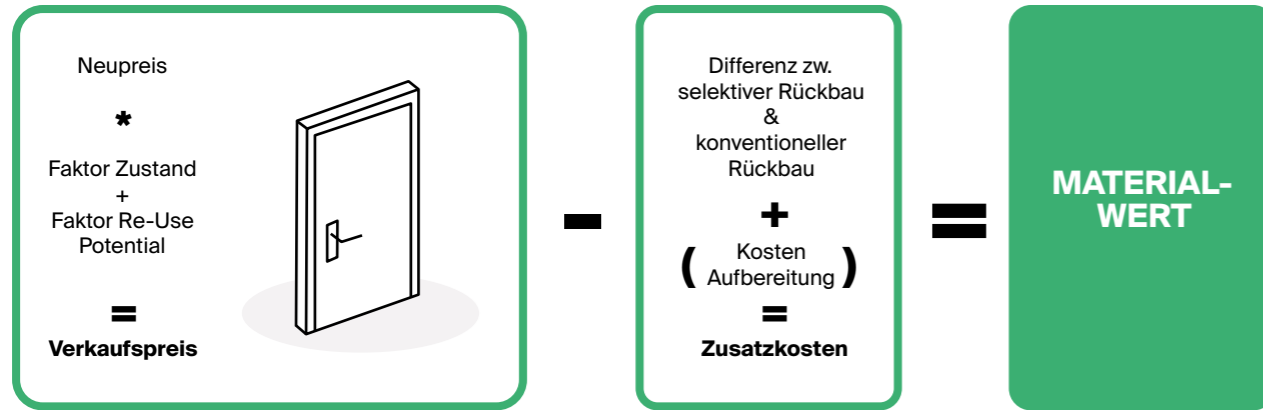 Neupreis
*
Faktor Zustand
+
Faktor Re-Use
Potential
=
Verkaufspreis
-
Differenz zw.
selektiver Rückbau
&
konventioneller
Rückbau
+
( Kosten
Aufbereitung )
=
Zusatzkosten
=
MATERIAL-
WERT